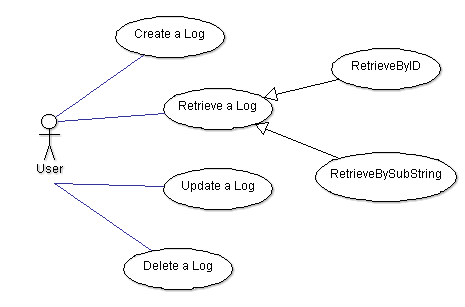 Create a Log
RetrieveByID
Retrieve a Log
User
RetrieveBySubString
Update a Log
Delete a Log